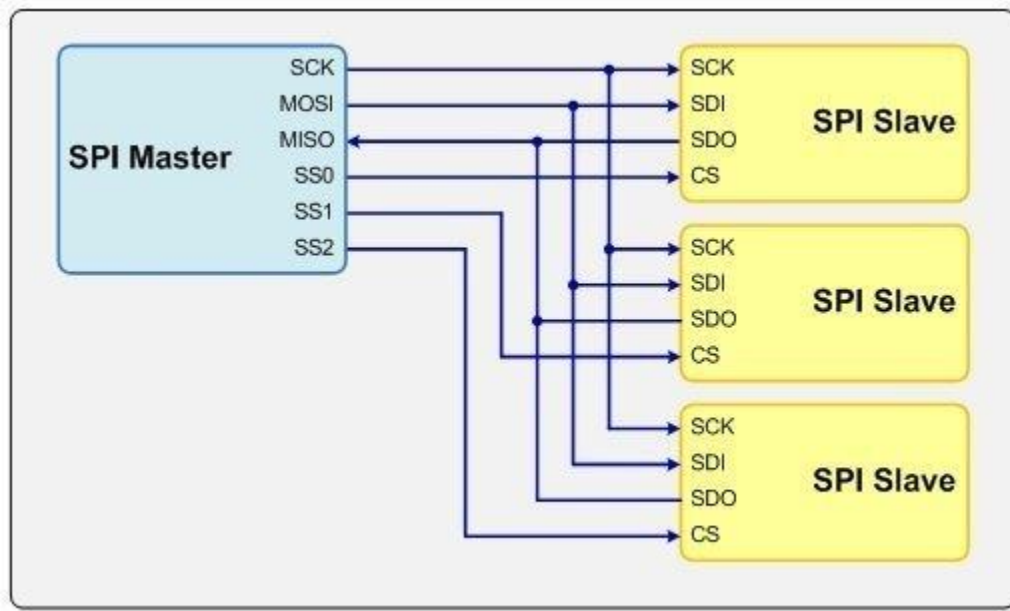 SCK
MOSI
MISO
SPI Master
SS0
SS1
SS2
SCK
SDI
SPI Slave
SDO
CS
SCK
SDI
SPI Slave
SDO
CS
SCK
SDI
SPI Slave
SDO
CS